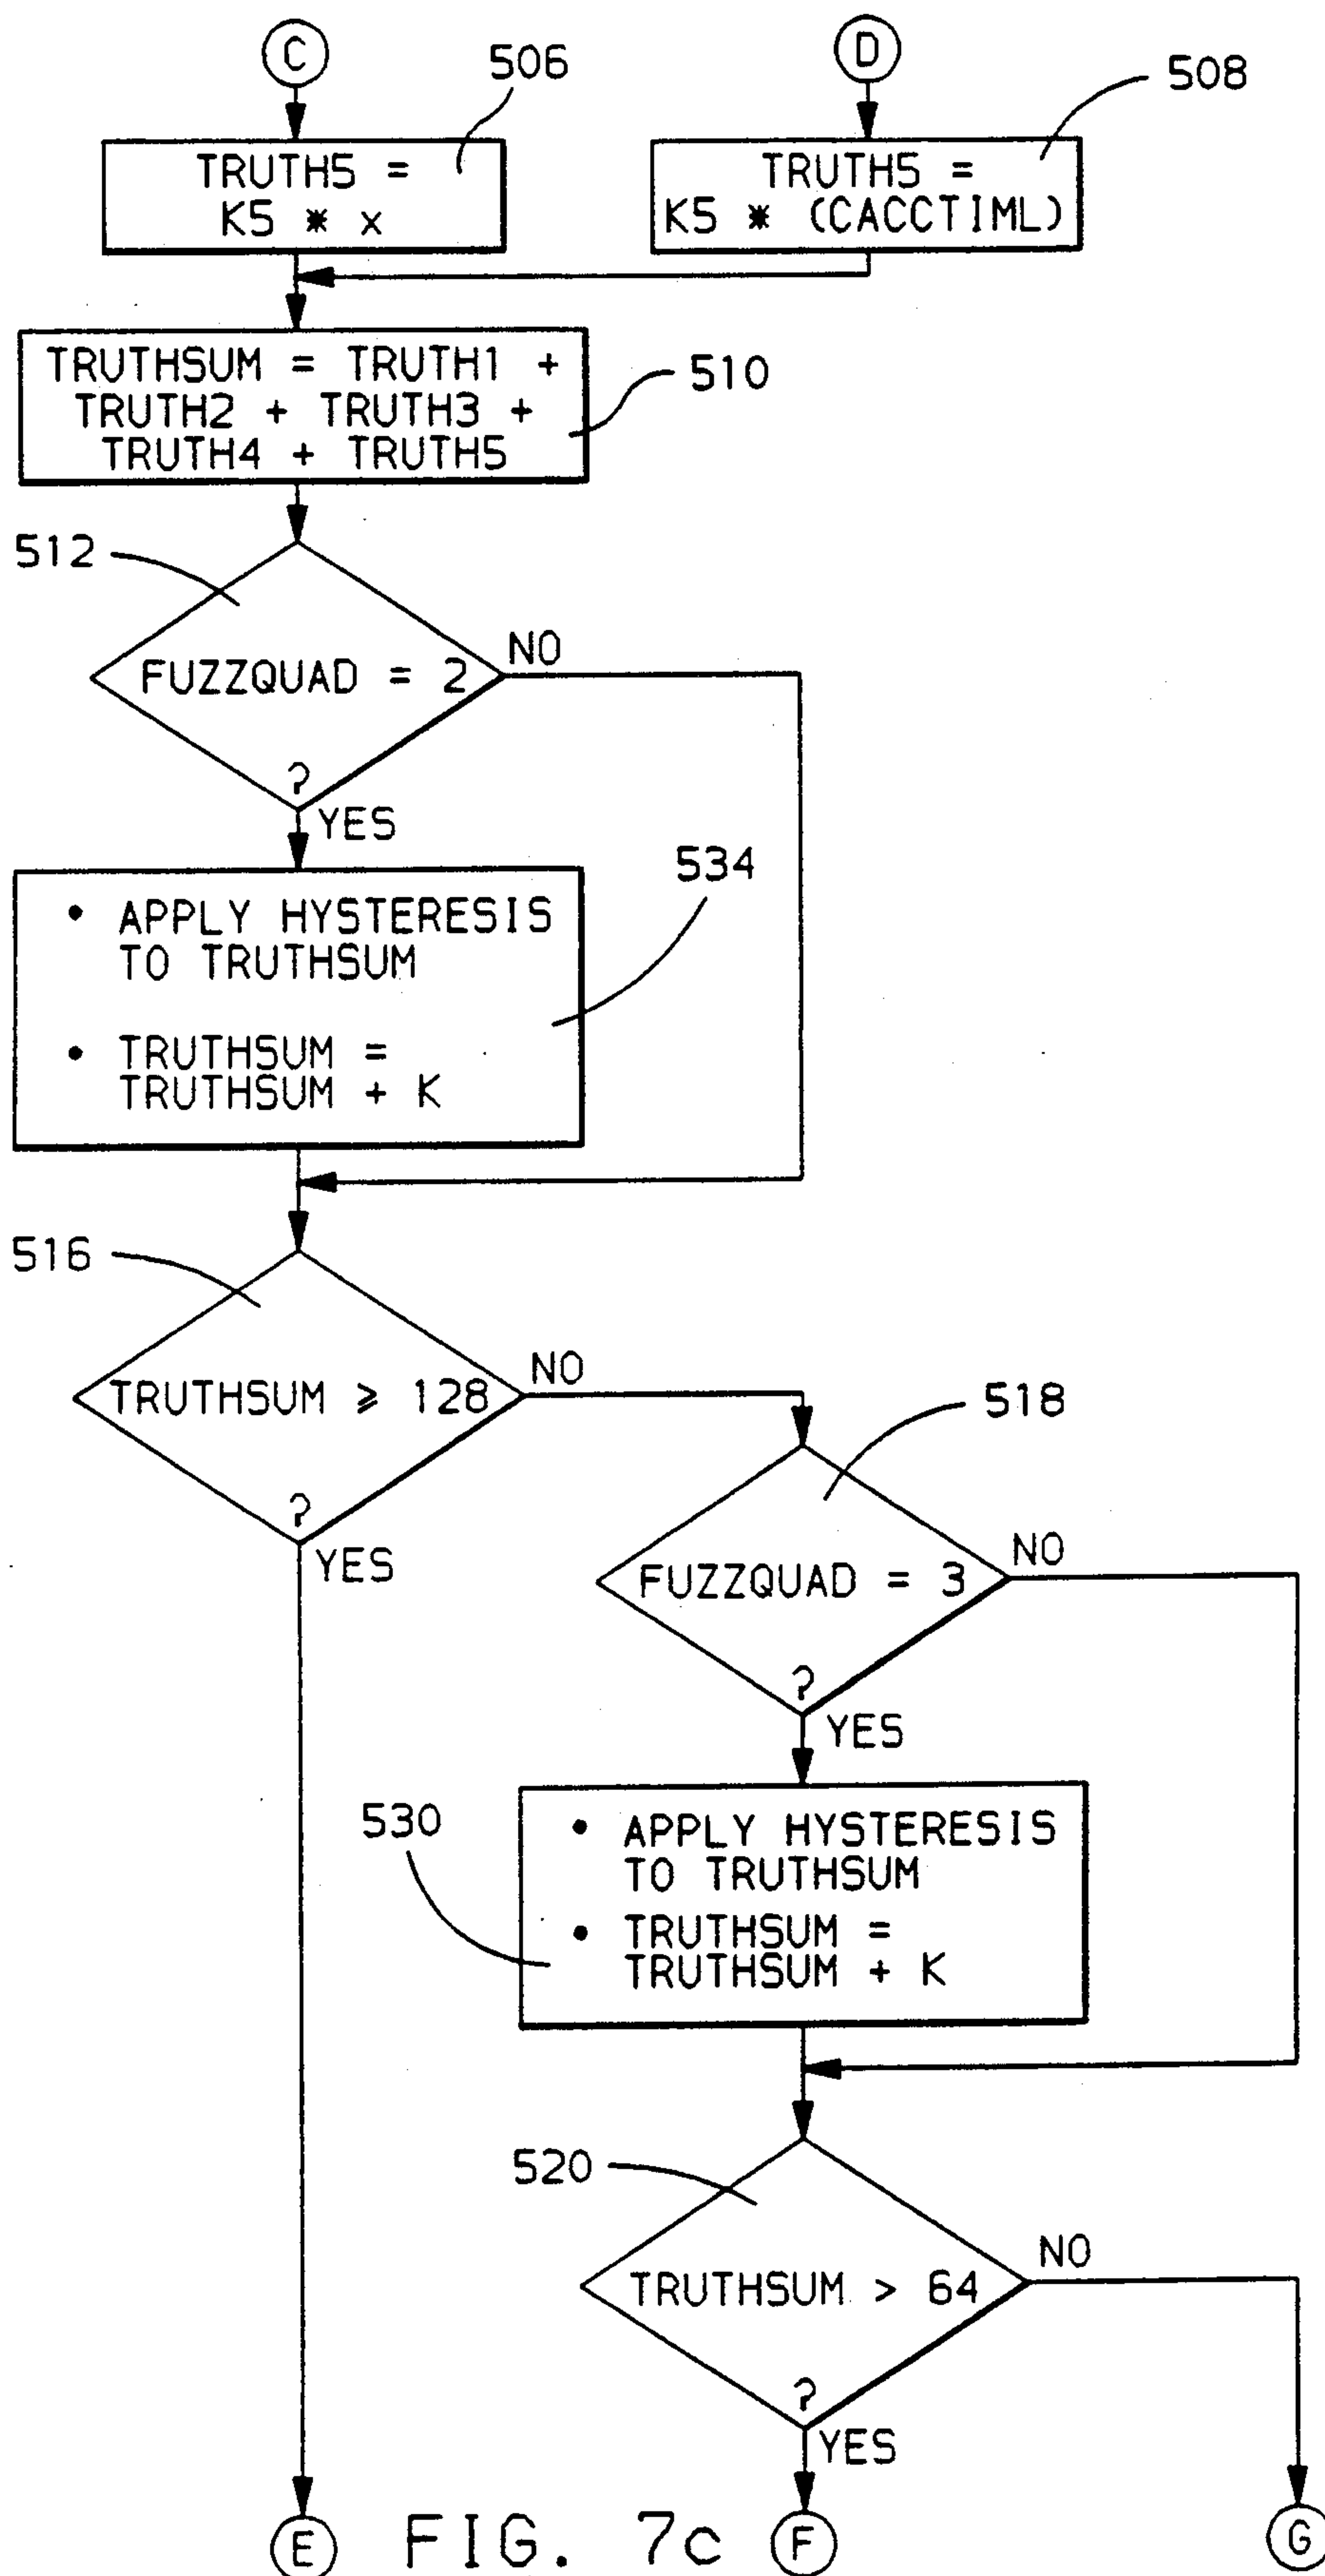 C
D
506
508
TRUTH5 =
K5 * x
TRUTH5 =
K5 * (CACCTIML)
TRUTHSUM = TRUTH1 +
TRUTH2 + TRUTH3 +
TRUTH4 + TRUTH5
510
512
FUZZQUAD = 2
?
NO
YES
534
• APPLY HYSTERESIS
TO TRUTHSUM
• TRUTHSUM =
TRUTHSUM + K
516
TRUTHSUM ⩾ 128
?
NO
YES
518
FUZZQUAD = 3
?
NO
YES
530
• APPLY HYSTERESIS
TO TRUTHSUM
• TRUTHSUM =
TRUTHSUM + K
520
TRUTHSUM > 64
?
NO
YES
E
FIG. 7c
F
G